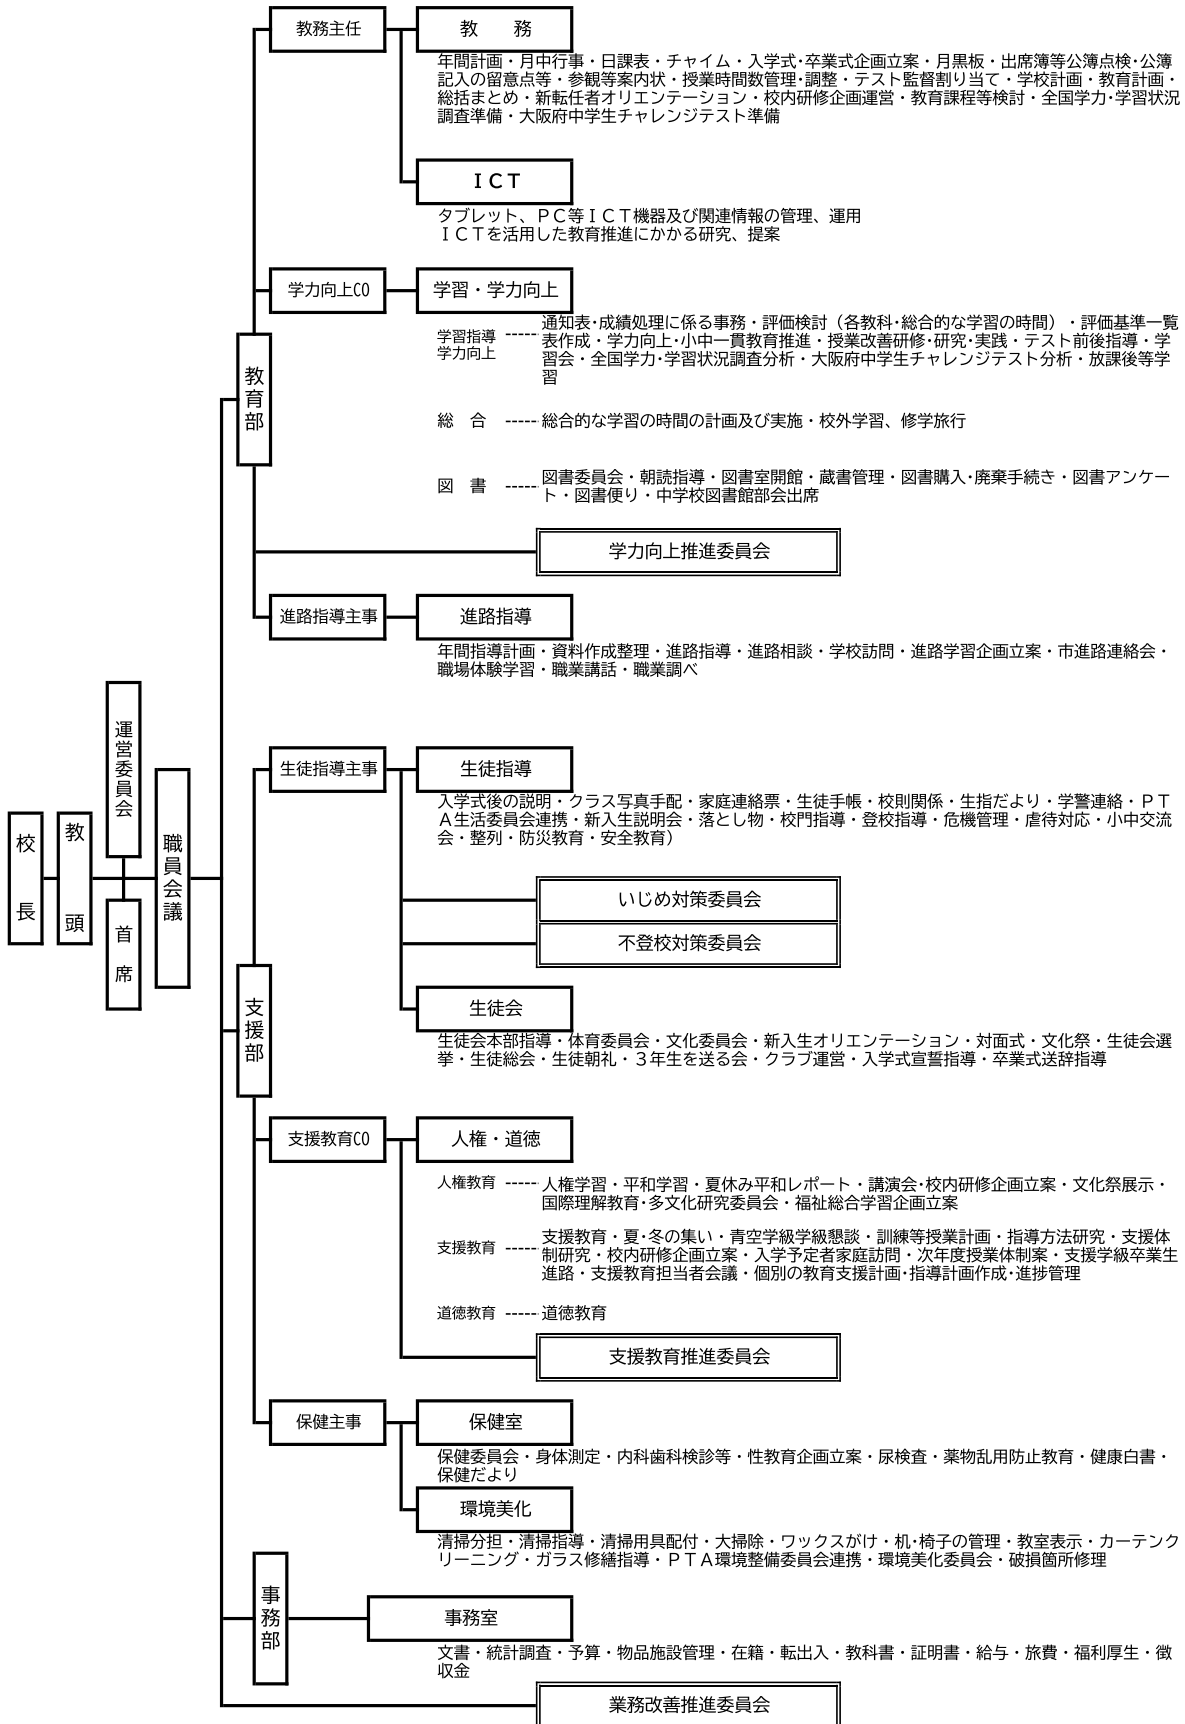 教務主任
教　　務
年間計画・月中行事・日課表・チャイム・入学式･卒業式企画立案・月黒板・出席簿等公簿点検･公簿
記入の留意点等・参観等案内状・授業時間数管理･調整・テスト監督割り当て・学校計画・教育計画・
総括まとめ・新転任者オリエンテーション・校内研修企画運営・教育課程等検討・全国学力･学習状況
調査準備・大阪府中学生チャレンジテスト準備
ＩＣＴ
タブレット、ＰＣ等ＩＣＴ機器及び関連情報の管理、運用
ＩＣＴを活用した教育推進にかかる研究、提案
学力向上CO
学習・学力向上
学習指導
学力向上
通知表･成績処理に係る事務・評価検討（各教科･総合的な学習の時間）・評価基準一覧
表作成・学力向上･小中一貫教育推進・授業改善研修･研究･実践・テスト前後指導・学
習会・全国学力･学習状況調査分析・大阪府中学生チャレンジテスト分析・放課後等学
習
教育部
総　合
総合的な学習の時間の計画及び実施・校外学習、修学旅行
図　書
図書委員会・朝読指導・図書室開館・蔵書管理・図書購入･廃棄手続き・図書アンケー
ト・図書便り・中学校図書館部会出席
学力向上推進委員会
進路指導主事
進路指導
年間指導計画・資料作成整理・進路指導・進路相談・学校訪問・進路学習企画立案・市進路連絡会・
職場体験学習・職業講話・職業調べ
校　長
教　頭
運営委員会
首　席
職員会議
生徒指導主事
生徒指導
入学式後の説明・クラス写真手配・家庭連絡票・生徒手帳・校則関係・生指だより・学警連絡・ＰＴ
Ａ生活委員会連携・新入生説明会・落とし物・校門指導・登校指導・危機管理・虐待対応・小中交流
会・整列・防災教育・安全教育）
いじめ対策委員会
不登校対策委員会
生徒会
生徒会本部指導・体育委員会・文化委員会・新入生オリエンテーション・対面式・文化祭・生徒会選
挙・生徒総会・生徒朝礼・３年生を送る会・クラブ運営・入学式宣誓指導・卒業式送辞指導
支援部
支援教育CO
人権・道徳
人権教育
人権学習・平和学習・夏休み平和レポート・講演会･校内研修企画立案・文化祭展示・
国際理解教育･多文化研究委員会・福祉総合学習企画立案
支援教育
支援教育・夏･冬の集い・青空学級学級懇談・訓練等授業計画・指導方法研究・支援体
制研究・校内研修企画立案・入学予定者家庭訪問・次年度授業体制案・支援学級卒業生
進路・支援教育担当者会議・個別の教育支援計画･指導計画作成･進捗管理
道徳教育
道徳教育
支援教育推進委員会
保健主事
保健室
保健委員会・身体測定・内科歯科検診等・性教育企画立案・尿検査・薬物乱用防止教育・健康白書・
保健だより
環境美化
清掃分担・清掃指導・清掃用具配付・大掃除・ワックスがけ・机･椅子の管理・教室表示・カーテンク
リーニング・ガラス修繕指導・ＰＴＡ環境整備委員会連携・環境美化委員会・破損箇所修理
事務部
事務室
文書・統計調査・予算・物品施設管理・在籍・転出入・教科書・証明書・給与・旅費・福利厚生・徴
収金
業務改善推進委員会